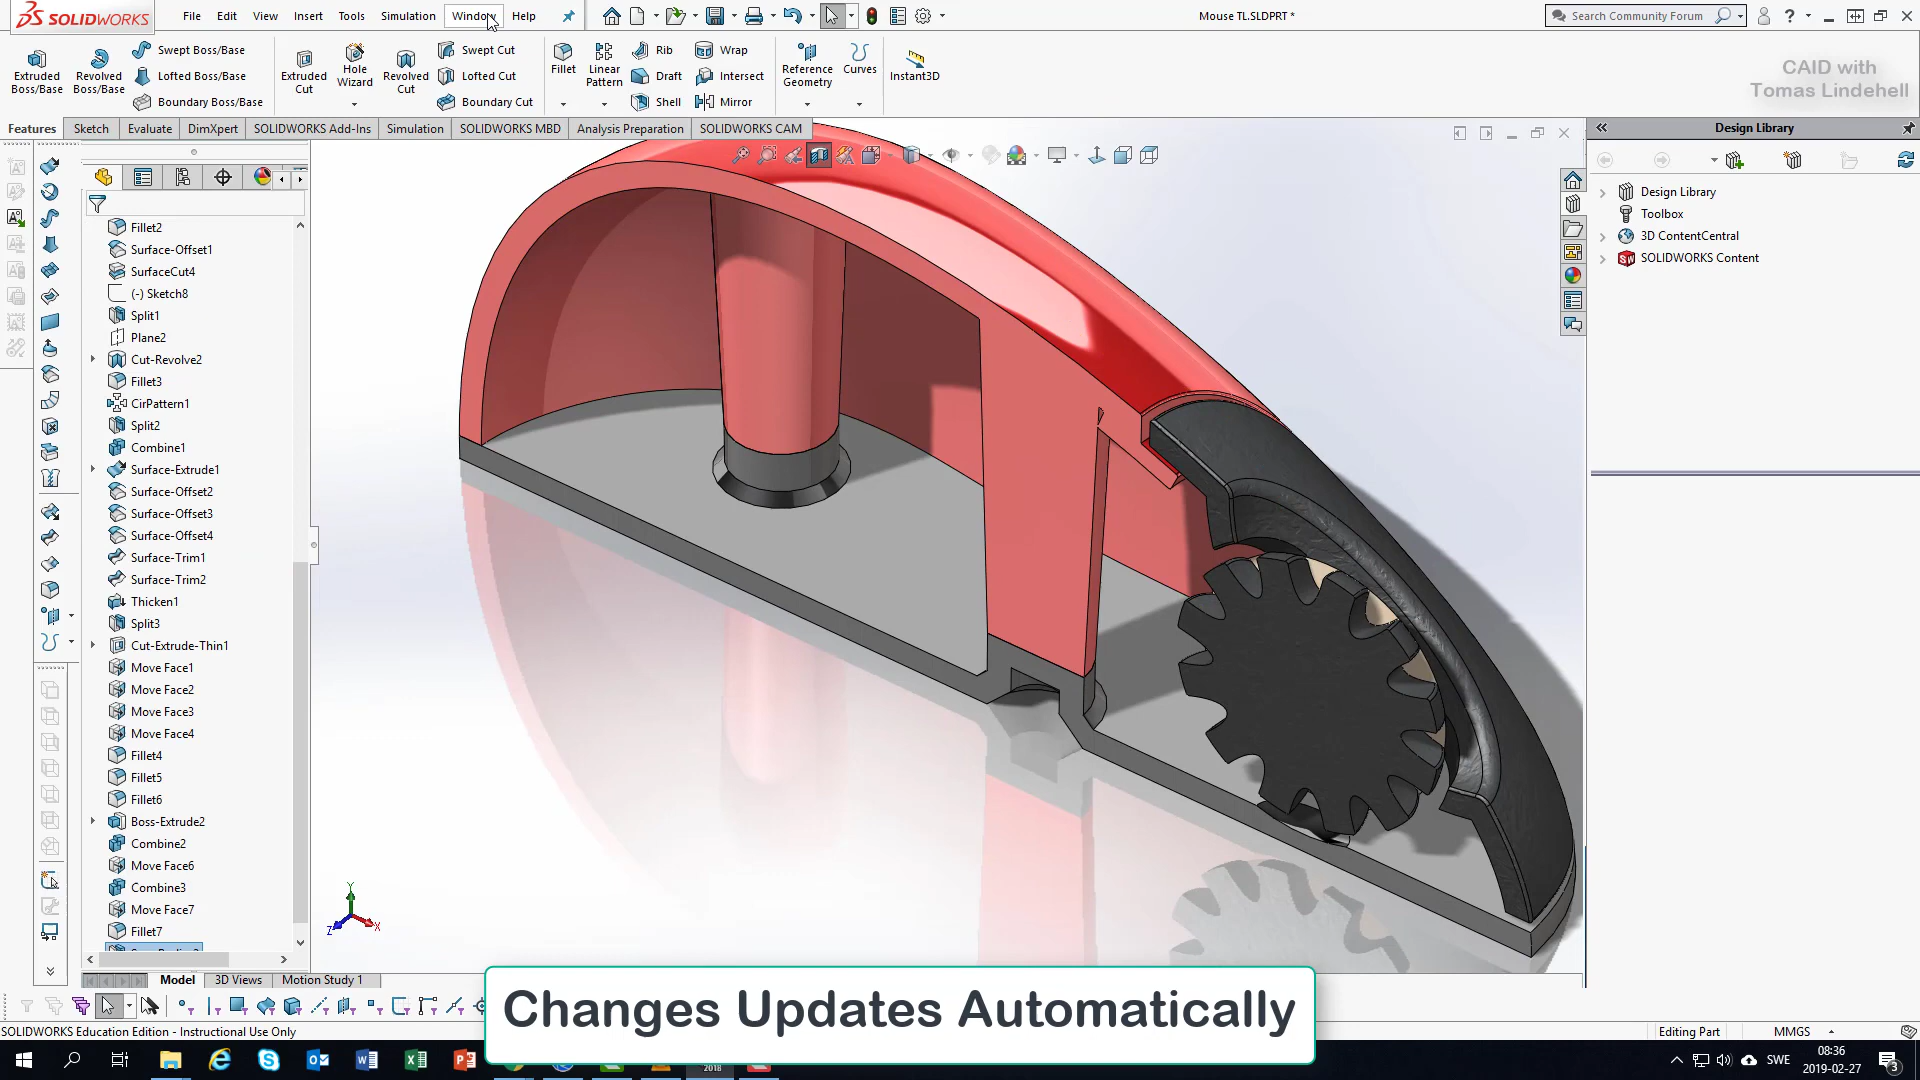 SOLIDWORKS
File Edit View Insert Tools Simulation Window Help
Mouse TL.SLDPRT *
Search Community Forum
Extruded Boss/Base
Revolved Boss/Base
Swept Boss/Base
Lofted Boss/Base
Boundary Boss/Base
Extruded Cut
Hole Wizard
Revolved Cut
Swept Cut
Lofted Cut
Boundary Cut
Fillet
Linear Pattern
Rib
Draft
Shell
Wrap
Intersect
Mirror
Reference Geometry
Curves
Instant3D
CAID with
Tomas Lindehell
Features Sketch Evaluate DimXpert SOLIDWORKS Add-Ins Simulation SOLIDWORKS MBD Analysis Preparation SOLIDWORKS CAM
Design Library
Design Library
Toolbox
3D ContentCentral
SOLIDWORKS Content
Fillet2
Surface-Offset1
SurfaceCut4
(-) Sketch8
Split1
Plane2
Cut-Revolve2
Fillet3
CirPattern1
Split2
Combine1
Surface-Extrude1
Surface-Offset2
Surface-Offset3
Surface-Offset4
Surface-Trim1
Surface-Trim2
Thicken1
Split3
Cut-Extrude-Thin1
Move Face1
Move Face2
Move Face3
Move Face4
Fillet4
Fillet5
Fillet6
Boss-Extrude2
Combine2
Move Face6
Combine3
Move Face7
Fillet7
Y
Z
X
Model 3D Views Motion Study 1
Changes Updates Automatically
SOLIDWORKS Education Edition - Instructional Use Only
Editing Part
MMGS
2018
SWE
08:36
2019-02-27
3